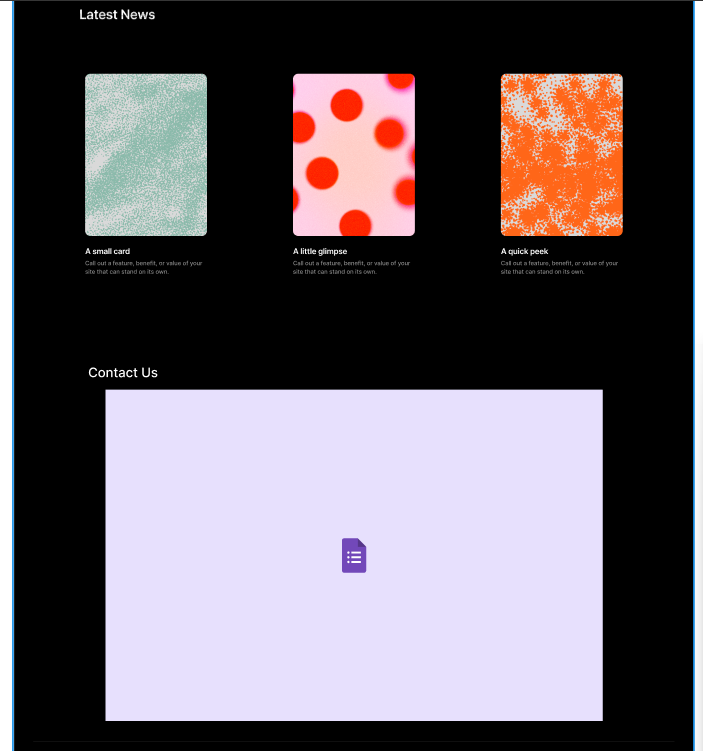 Latest News
A small card
Call out a feature, benefit, or value of your
site that can stand on its own.
A little glimpse
Call out a feature, benefit, or value of your
site that can stand on its own.
A quick peek
Call out a feature, benefit, or value of your
site that can stand on its own.
Contact Us